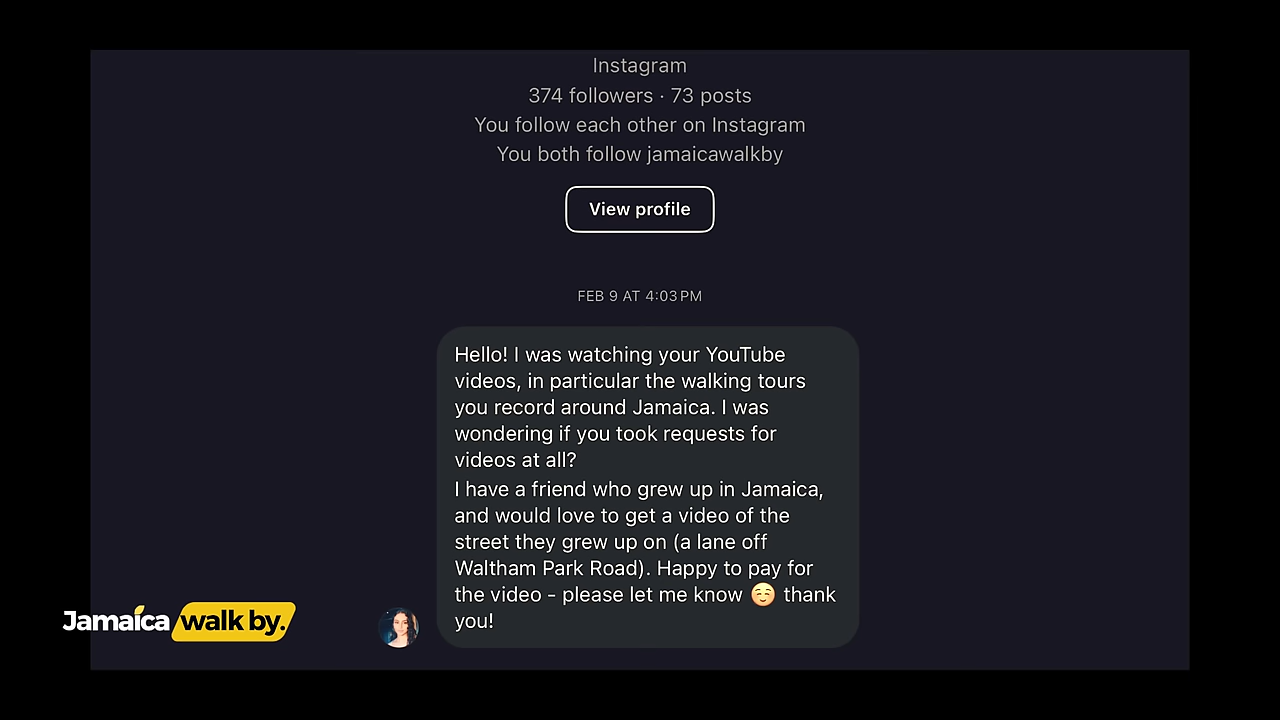 Instagram
374 followers · 73 posts
You follow each other on Instagram
You both follow jamaicawalkby
View profile
FEB 9 AT 4:03 PM
Hello! I was watching your YouTube
videos, in particular the walking tours
you record around Jamaica. I was
wondering if you took requests for
videos at all?
I have a friend who grew up in Jamaica,
and would love to get a video of the
street they grew up on (a lane off
Waltham Park Road). Happy to pay for
the video - please let me know ☺️ thank
you!
Jamaica walk by.